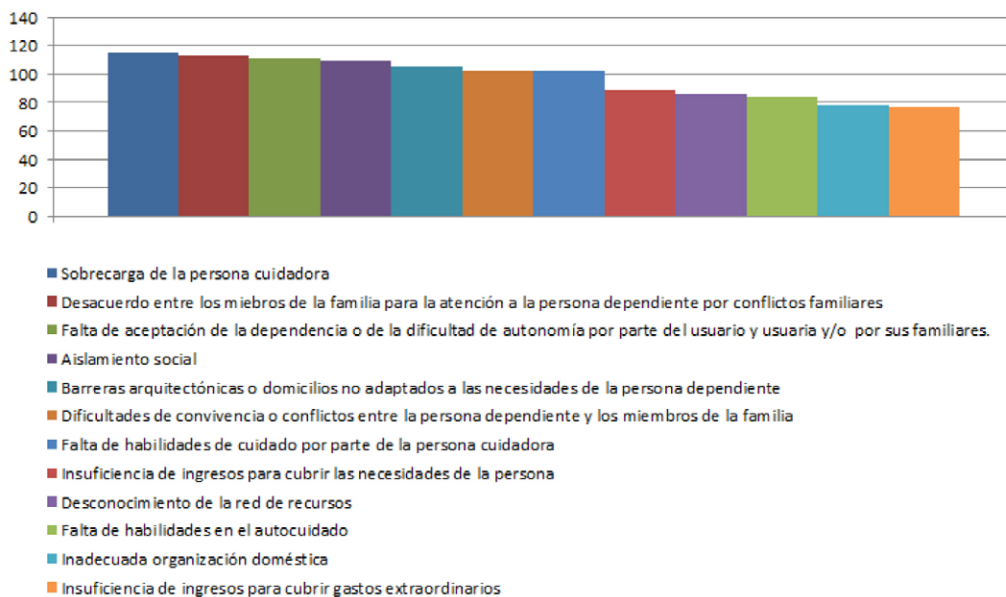 140
120
100
80
60
40
20
0
Sobrecarga de la persona cuidadora
Desacuerdo entre los miebros de la familia para la atención a la persona dependiente por conflictos familiares
Falta de aceptación de la dependencia o de la dificultad de autonomía por parte del usuario y usuaria y/o por sus familiares.
Aislamiento social
Barreras arquitectónicas o domicilios no adaptados a las necesidades de la persona dependiente
Dificultades de convivencia o conflictos entre la persona dependiente y los miembros de la familia
Falta de habilidades de cuidado por parte de la persona cuidadora
Insuficiencia de ingresos para cubrir las necesidades de la persona
Desconocimiento de la red de recursos
Falta de habilidades en el autocuidado
Inadecuada organización doméstica
Insuficiencia de ingresos para cubrir gastos extraordinarios